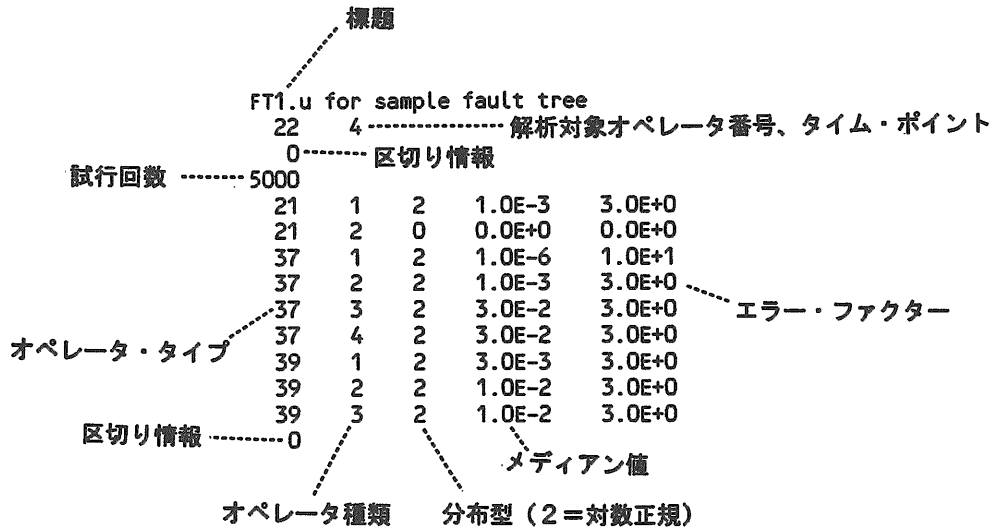 標題
FT1.u for sample fault tree
22 4 解析対象オペレータ番号、タイム・ポイント
0 区切り情報
試行回数 5000
21 1 2 1.0E-3 3.0E+0
21 2 0 0.0E+0 0.0E+0
37 1 2 1.0E-6 1.0E+1
37 2 2 1.0E-3 3.0E+0
37 3 2 3.0E-2 3.0E+0 エラー・ファクター
37 4 2 3.0E-2 3.0E+0
オペレータ・タイプ
39 1 2 3.0E-3 3.0E+0
39 2 2 1.0E-2 3.0E+0
39 3 2 1.0E-2 3.0E+0
区切り情報 0
メディアン値
オペレータ種類 分布型(2=対数正規)